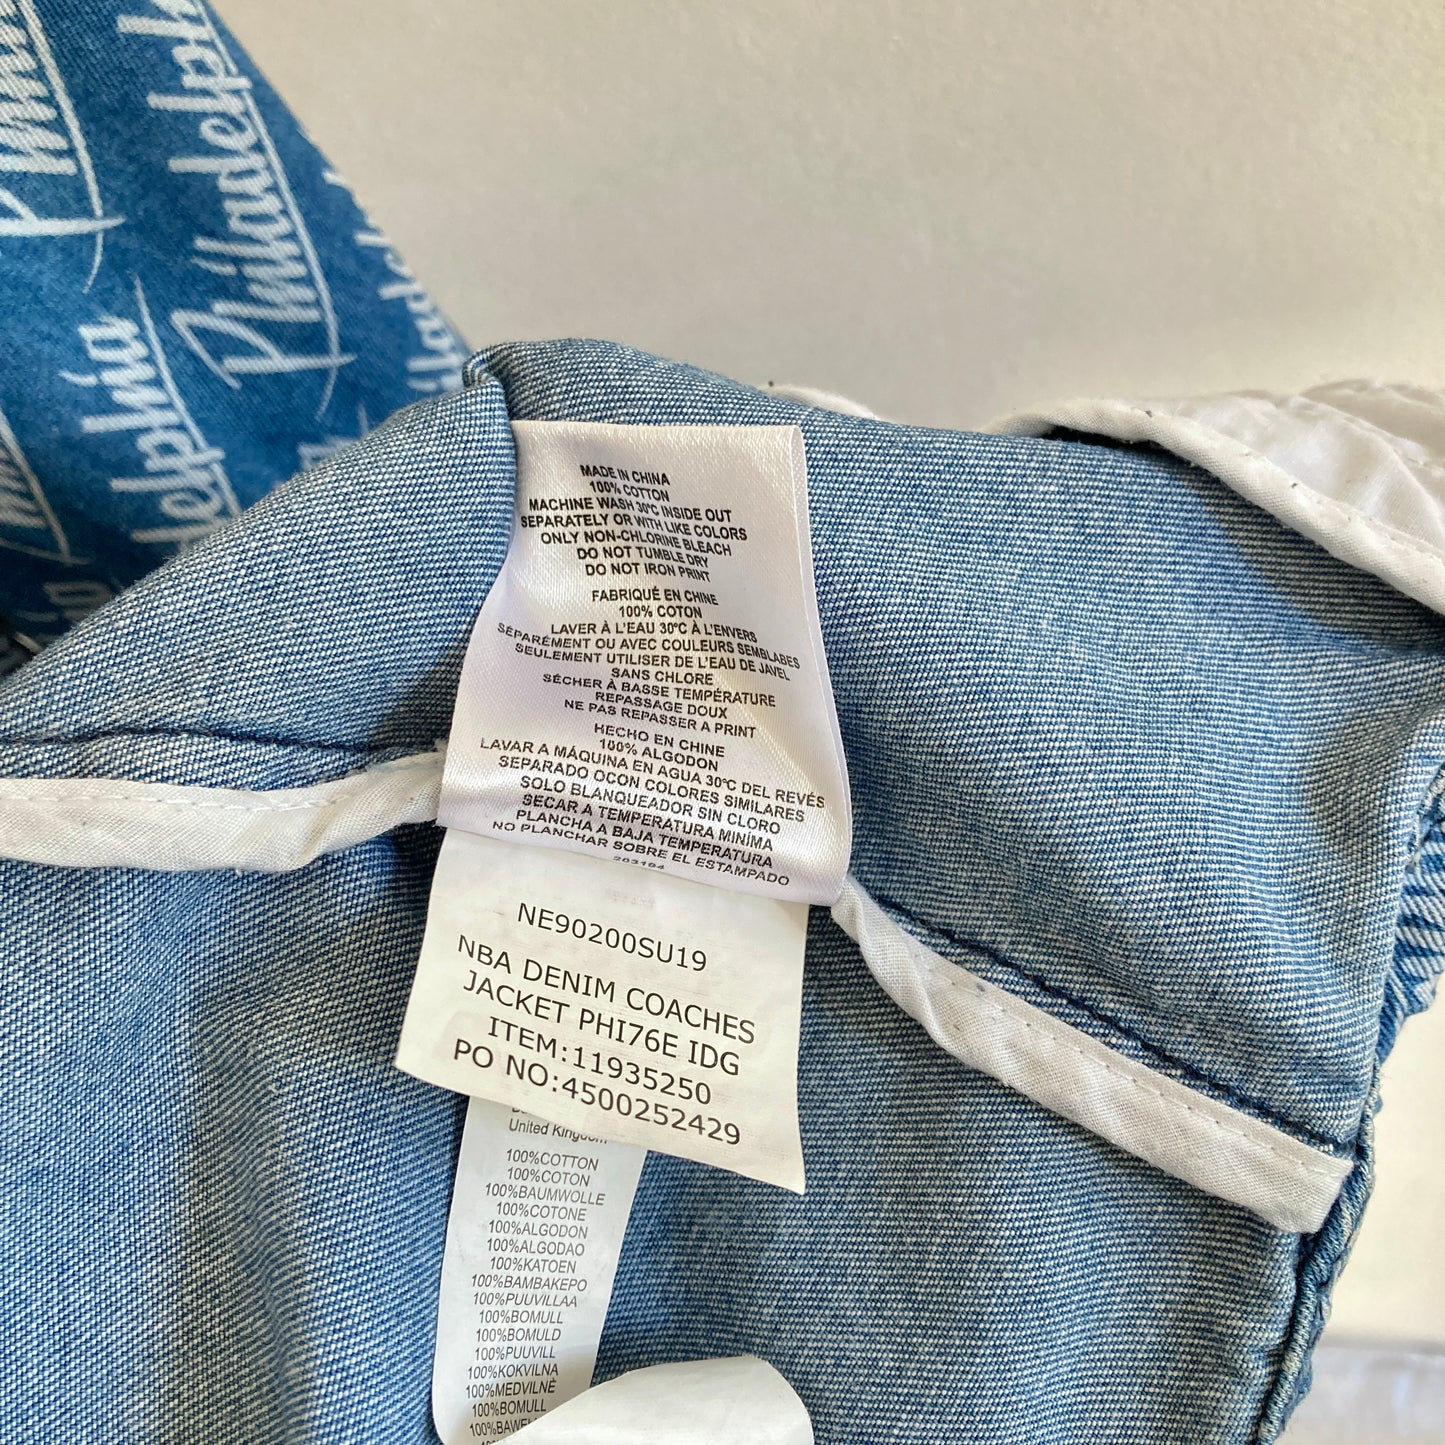 Philadelph
Philadelphia
MADE IN CHINA
100% COTTON
MACHINE WASH 30°C INSIDE OUT
SEPARATELY OR WITH LIKE COLORS
ONLY NON-CHLORINE BLEACH
DO NOT TUMBLE DRY
DO NOT IRON PRINT
FABRIQUÉ EN CHINE
100% COTON
LAVER À L'EAU 30°C À L'ENVERS
SÉPARÉMENT OU AVEC COULEURS SEMBLABES
SEULEMENT UTILISER DE L'EAU DE JAVEL
SANS CHLORE
SÉCHER À BASSE TEMPÉRATURE
REPASSAGE DOUX
NE PAS REPASSER A PRINT
HECHO EN CHINE
100% ALGODON
LAVAR A MÁQUINA EN AGUA 30°C DEL REVÉS
SEPARADO OCON COLORES SIMILARES
SOLO BLANQUEADOR SIN CLORO
SECAR A TEMPERATURA MINÍMA
PLANCHA A BAJA TEMPERATURA
NO PLANCHAR SOBRE EL ESTAMPADO
203194
NE90200SU19
NBA DENIM COACHES
JACKET PHI76E IDG
ITEM:11935250
PO NO:4500252429
United Kingdom
100%COTTON
100%COTON
100%BAUMWOLLE
100%COTONE
100%ALGODON
100%ALGODAO
100%KATOEN
100%BAMBAKEPO
100%PUUVILLAA
100%BOMULL
100%BOMULD
100%PUUVILL
100%KOKVILNA
100%MEDVILNĖ
100%BOMULL